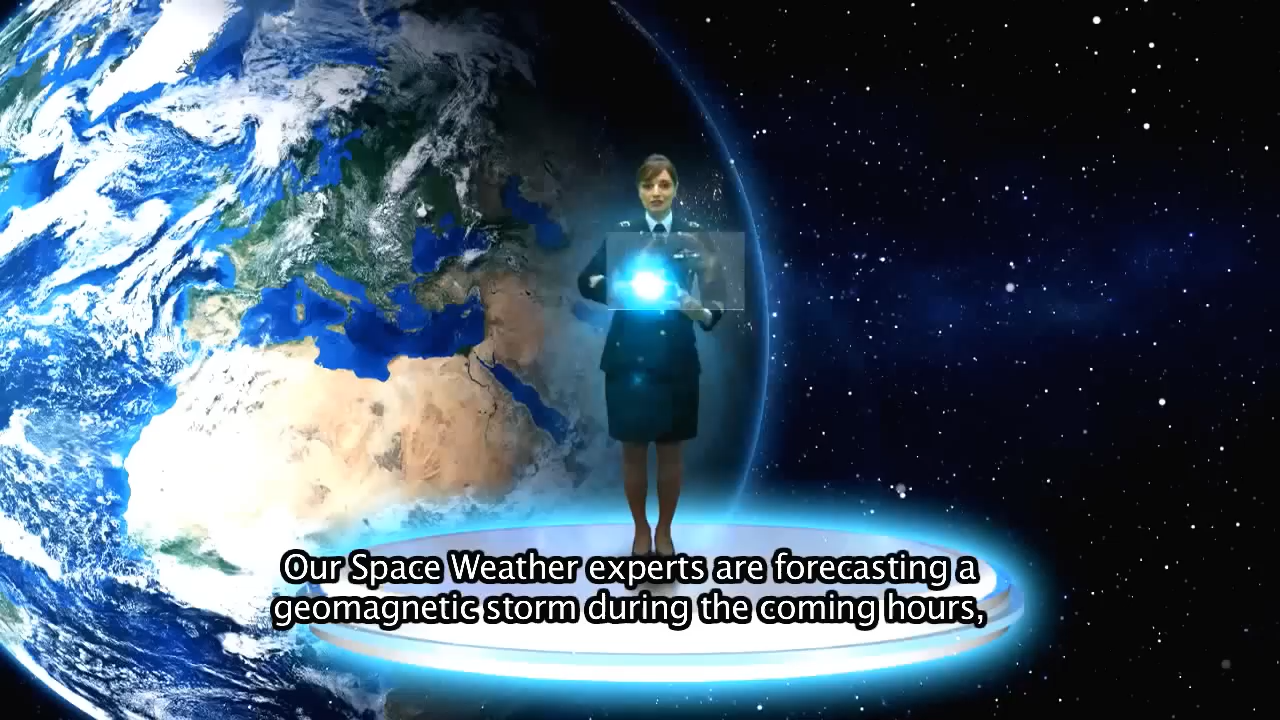 Our Space Weather experts are forecasting a
geomagnetic storm during the coming hours,